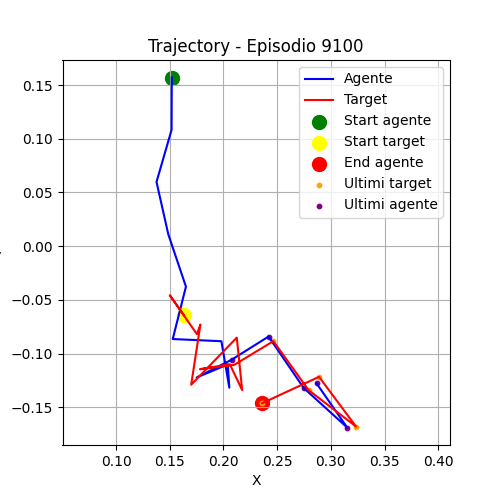 Trajectory - Episodio 9100
Agente
Target
Start agente
Start target
End agente
Ultimi target
Ultimi agente
0.15
0.10
0.05
0.00
−0.05
−0.10
−0.15
0.10
0.15
0.20
0.25
0.30
0.35
0.40
X